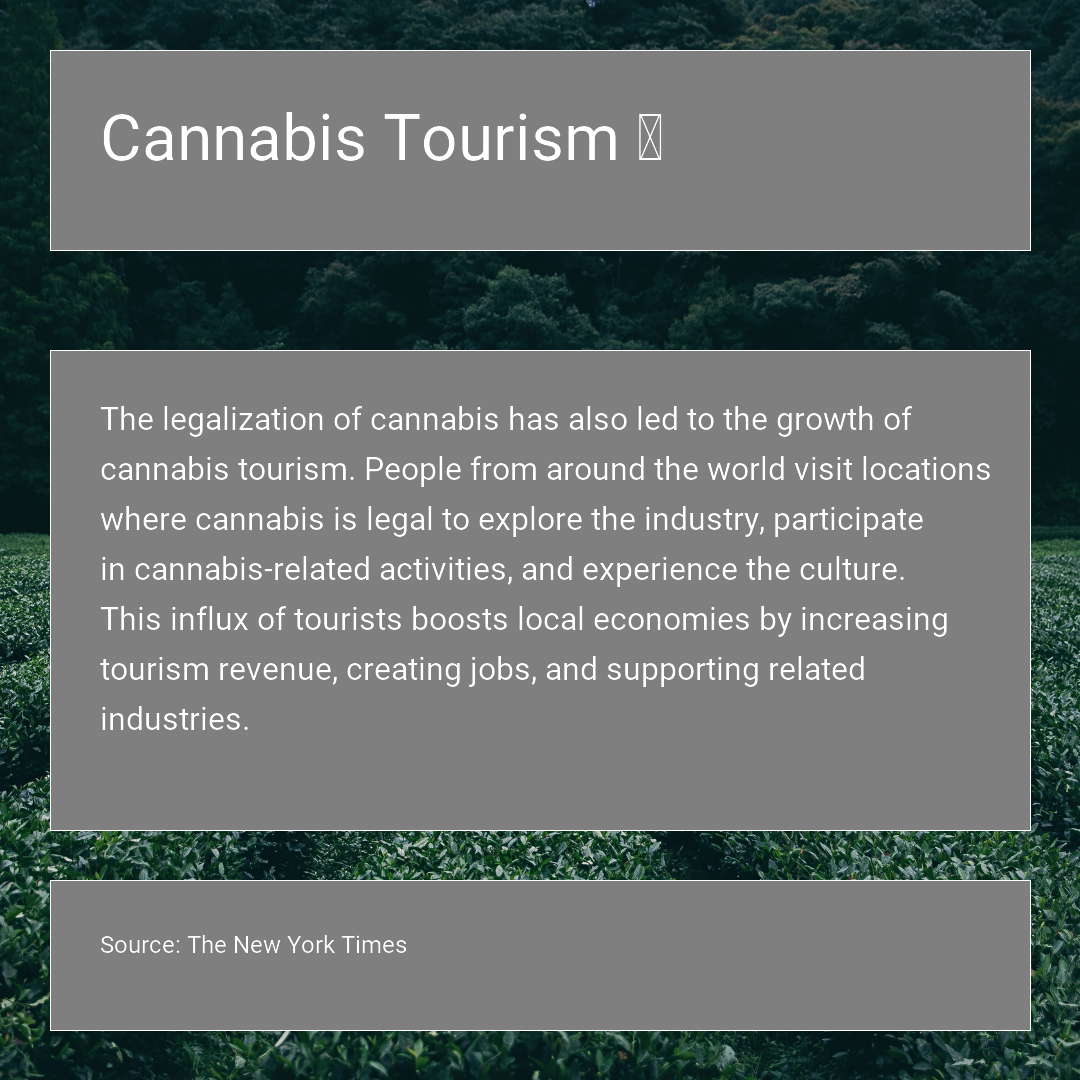 Cannabis Tourism
The legalization of cannabis has also led to the growth of
cannabis tourism. People from around the world visit locations
where cannabis is legal to explore the industry, participate
in cannabis-related activities, and experience the culture.
This influx of tourists boosts local economies by increasing
tourism revenue, creating jobs, and supporting related
industries.
Source: The New York Times